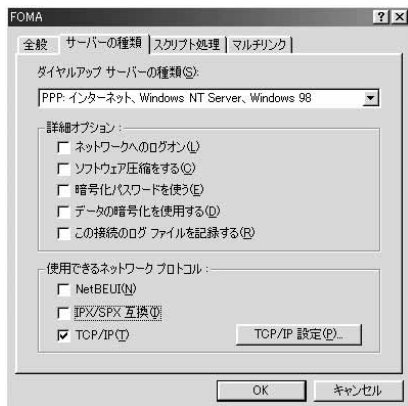 FOMA
全般 サーバーの種類 スクリプト処理 マルチリンク
ダイヤルアップ サーバーの種類(S):
PPP: インターネット、Windows NT Server、Windows 98
詳細オプション:
ネットワークへのログオン(L)
ソフトウェア圧縮をする(C)
暗号化パスワードを使う(E)
データの暗号化を使用する(D)
この接続のログ ファイルを記録する(R)
使用できるネットワーク プロトコル:
NetBEUI(N)
IPX/SPX 互換(I)
TCP/IP(T) TCP/IP 設定(P)...
OK キャンセル